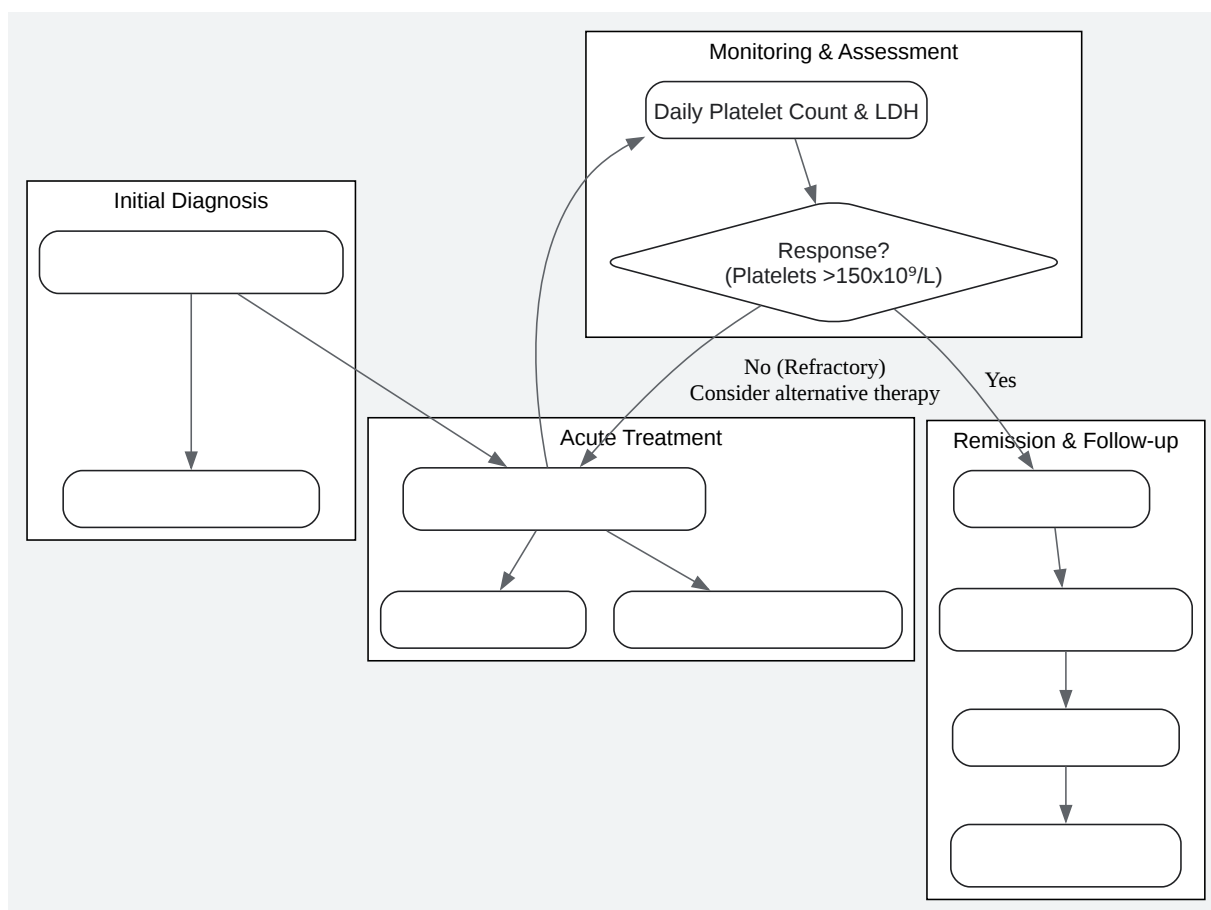 Monitoring & Assessment
Daily Platelet Count & LDH
Initial Diagnosis
Response?
(Platelets >150x10⁹/L)
No (Refractory)
Consider alternative therapy
Yes
Acute Treatment
Remission & Follow-up